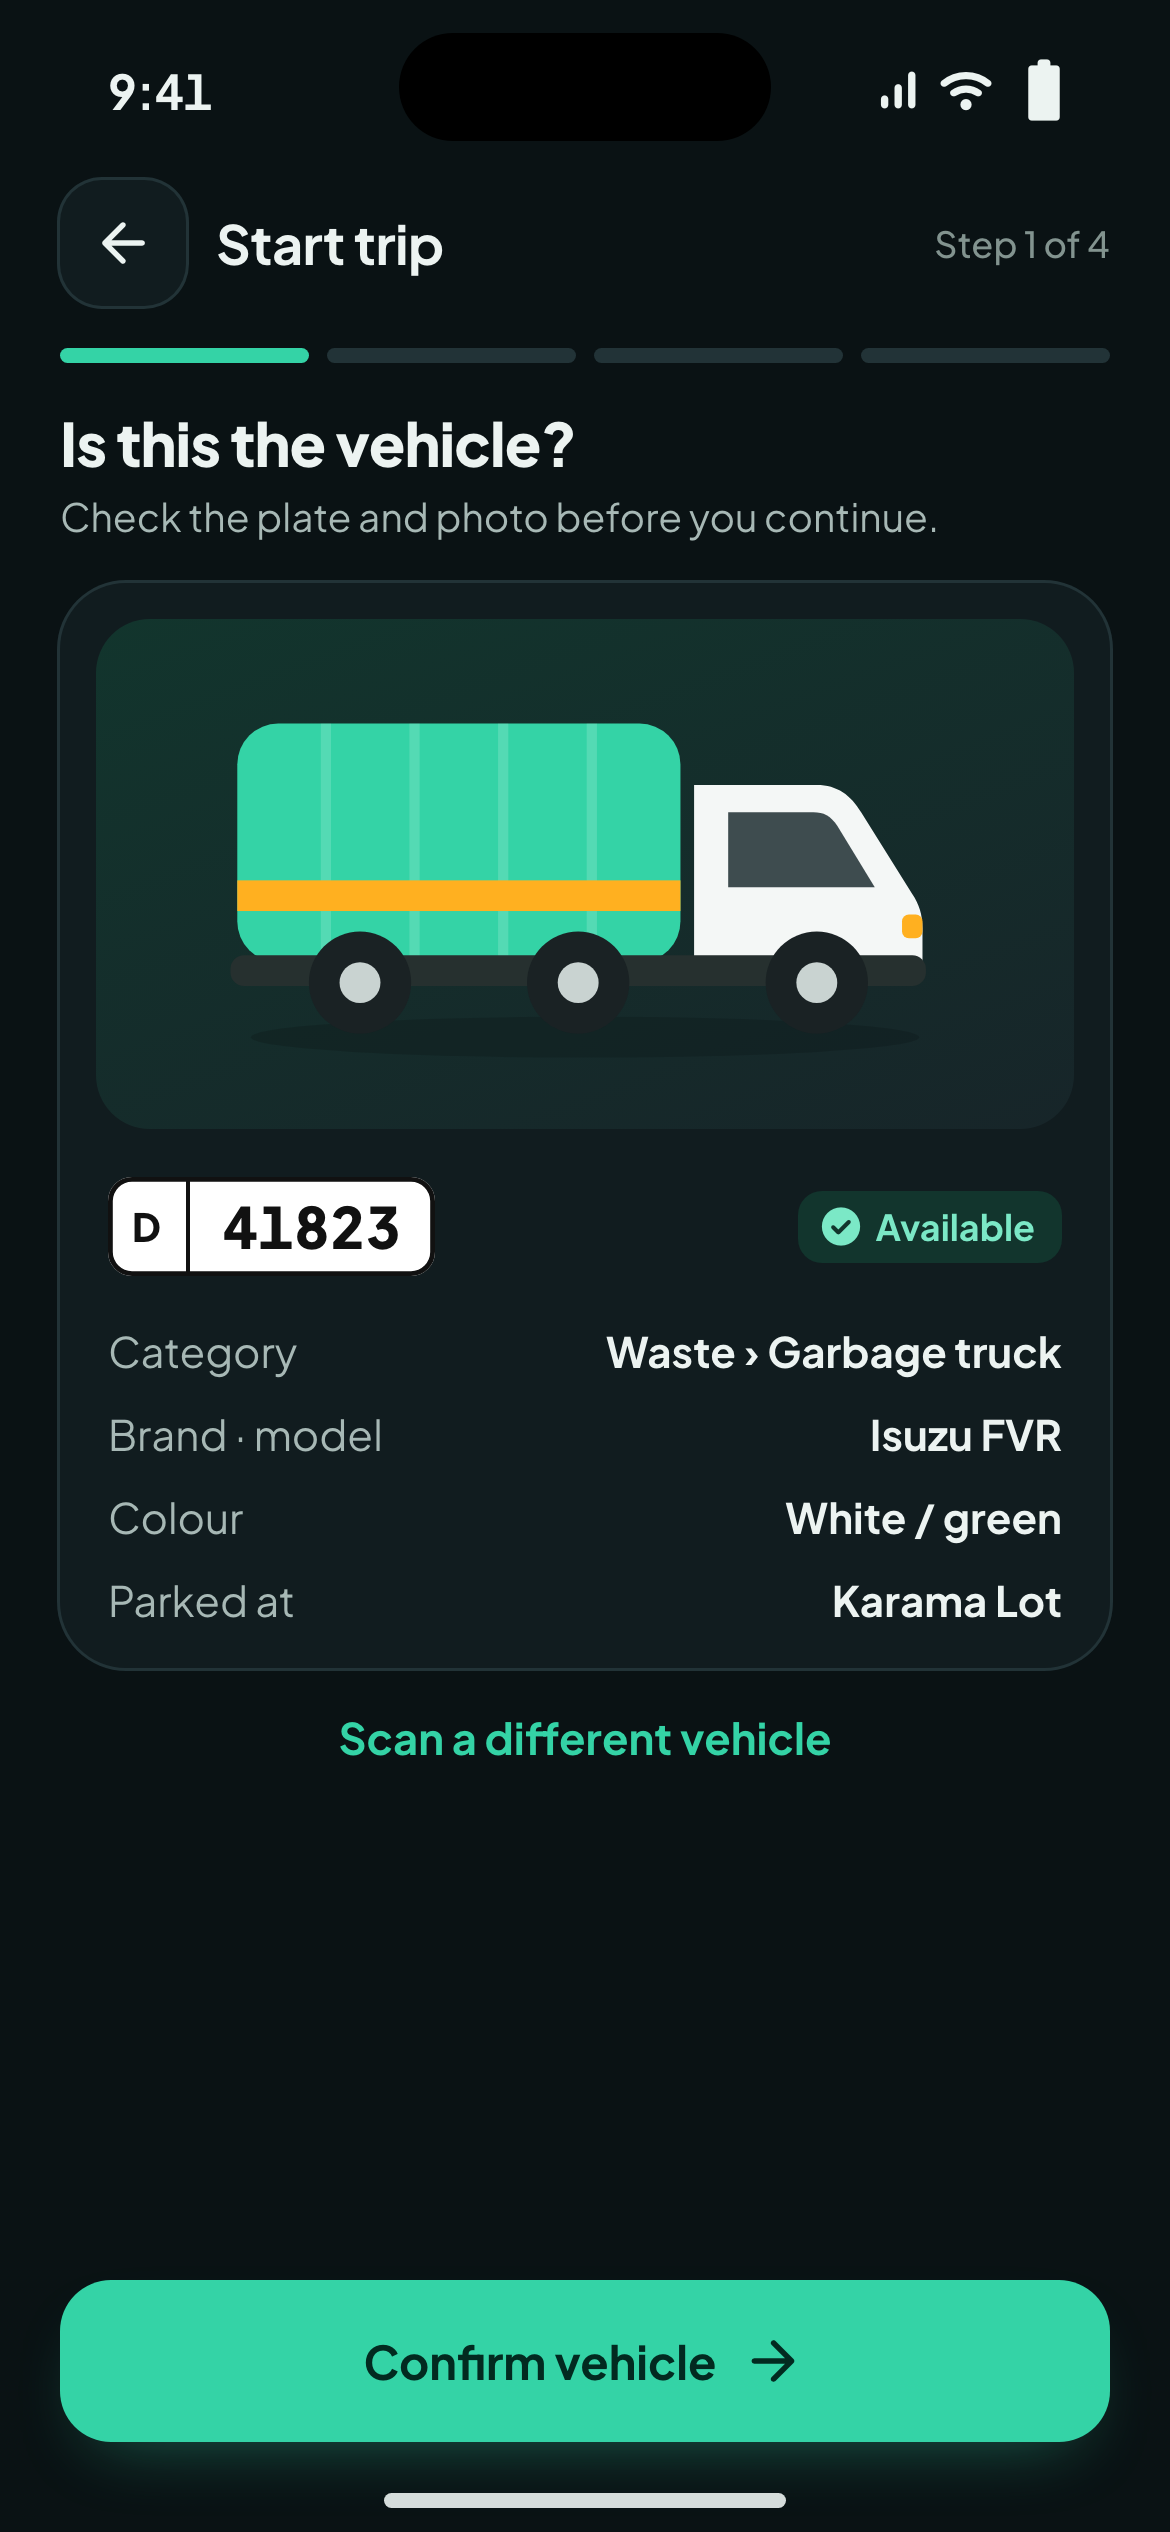 9:41
Start trip
Step 1 of 4
Is this the vehicle?
Check the plate and photo before you continue.
D 41823
Available
Category Waste › Garbage truck
Brand · model Isuzu FVR
Colour White / green
Parked at Karama Lot
Scan a different vehicle
Confirm vehicle